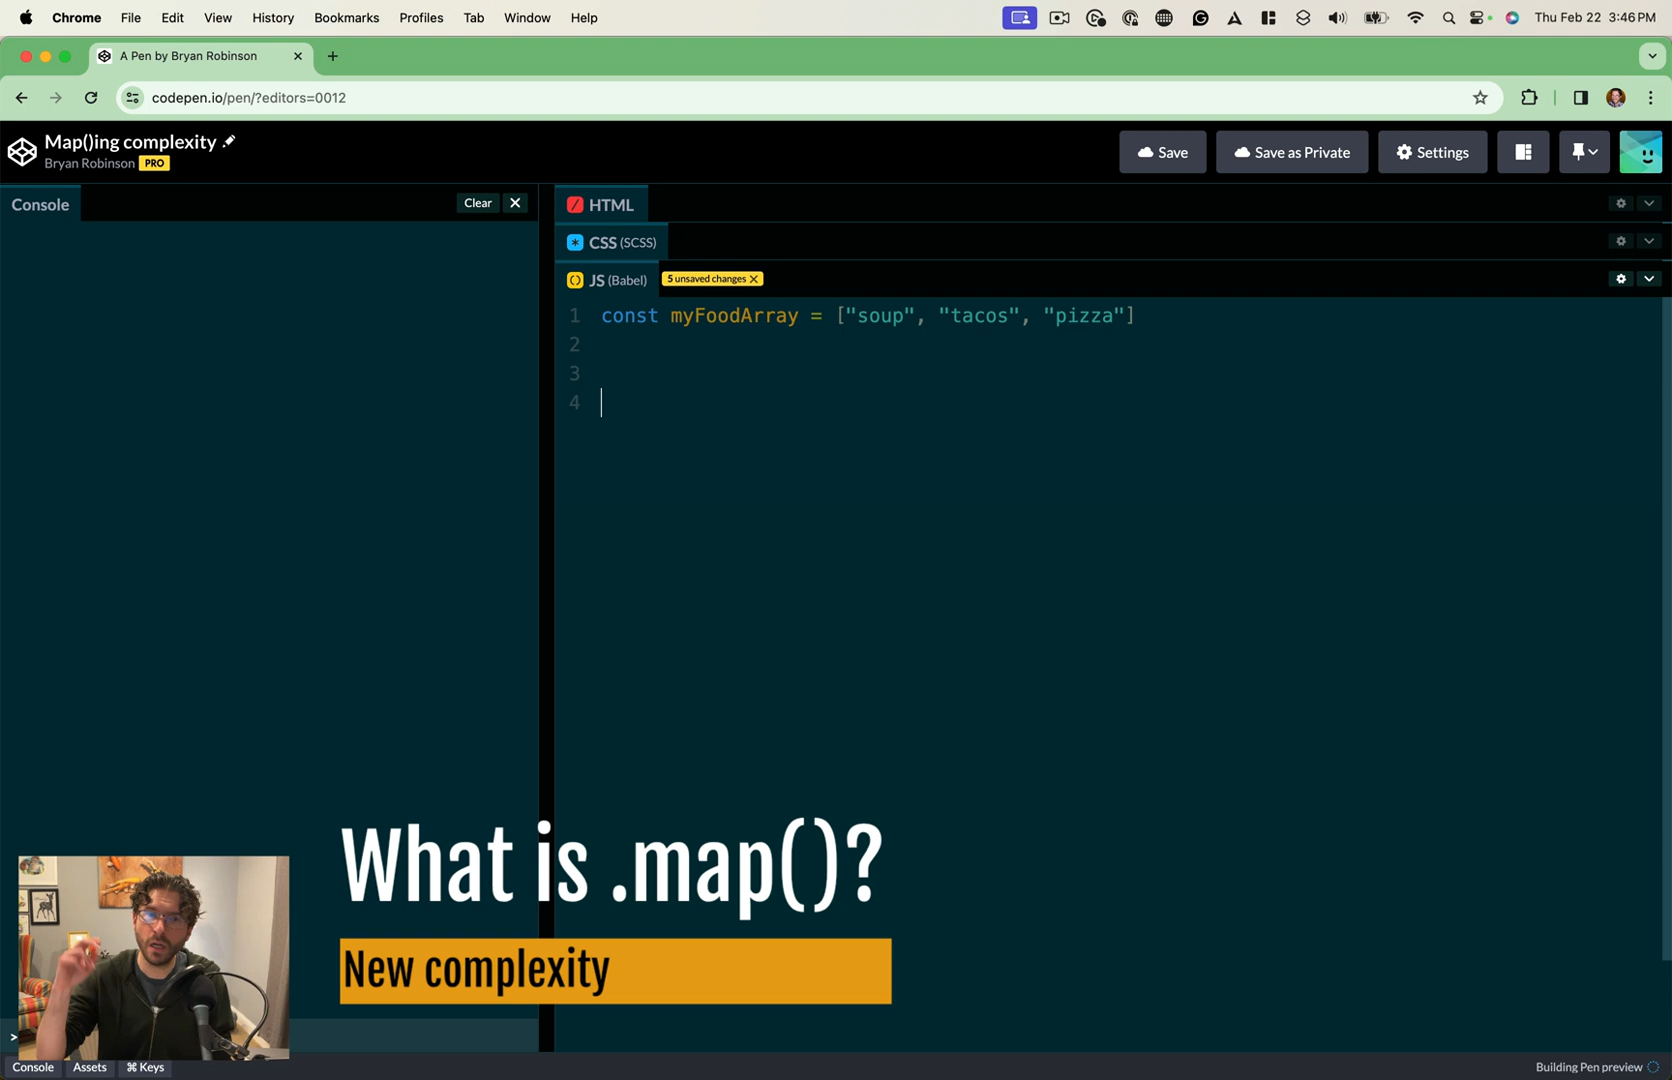 Chrome File Edit View History Bookmarks Profiles Tab Window Help Thu Feb 22 3:46 PM
A Pen by Bryan Robinson
codepen.io/pen/?editors=0012
Map()ing complexity
Bryan Robinson PRO
Save Save as Private Settings
Console Clear
HTML
CSS (SCSS)
JS (Babel) 5 unsaved changes
1 const myFoodArray = ["soup", "tacos", "pizza"]
2
3
4
What is .map()?
New complexity
>
Console Assets ⌘ Keys Building Pen preview